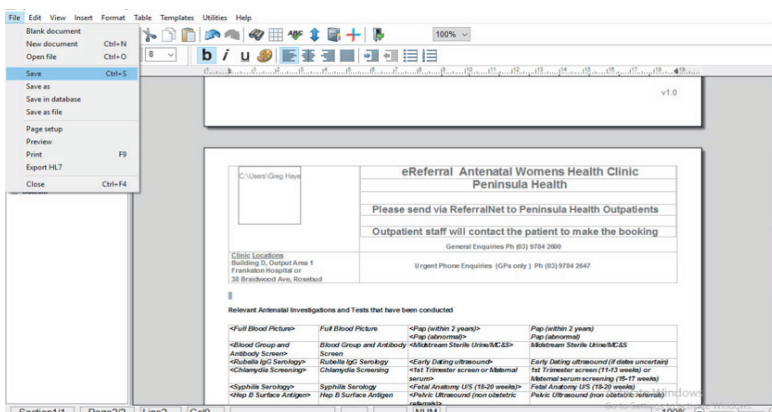 File Edit View Insert Format Table Templates Utilities Help
Blank document
New document Ctrl+N
Open file Ctrl+O
Save Ctrl+S
Save as
Save in database
Save as file
Page setup
Preview
Print F9
Export HL7
Close Ctrl+F4
100%
8
b i u
v1.0
C:\Users\Greg Haye
eReferral Antenatal Womens Health Clinic
Peninsula Health
Please send via ReferralNet to Peninsula Health Outpatients
Outpatient staff will contact the patient to make the booking
General Enquiries Ph (03) 9784 2600
Clinic Locations
Building D, Output Area 1
Frankston Hospital or
38 Braidwood Ave, Rosebud
Urgent Phone Enquiries (GPs only ) Ph (03) 9784 2647
Relevant Antenatal Investigations and Tests that have been conducted
<Full Blood Picture> Full Blood Picture <Pap (within 2 years)> Pap (within 2 years)
<Pap (abnormal)> Pap (abnormal)
<Blood Group and Blood Group and Antibody <Midstream Sterile Urine/MC&S> Midstream Sterile Urine/MC&S
Antibody Screen> Screen
<Rubella IgG Serology> Rubella IgG Serology <Early Dating ultrasound> Early Dating ultrasound (if dates uncertain)
<Chlamydia Screening> Chlamydia Screening <1st Trimester screen or Maternal 1st Trimester screen (11-13 weeks) or
serum> Maternal serum screening (15-17 weeks)
<Syphilis Serology> Syphilis Serology <Fetal Anatomy U/S (18-20 weeks)> Fetal Anatomy U/S (18-20 weeks)
<Hep B Surface Antigen> Hep B Surface Antigen <Pelvic Ultrasound (non obstetric Pelvic Ultrasound (non obstetric referrals)
referrals)>
Section1/1 Page2/2 Line3 Col0 NUM 100%